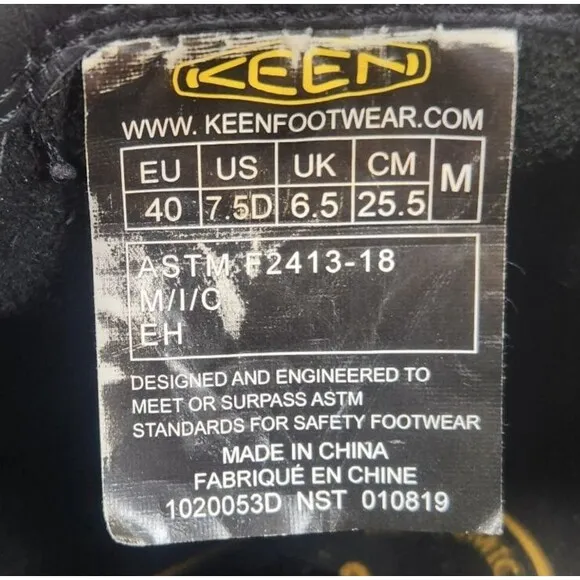 KEEN
WWW. KEENFOOTWEAR.COM
EU US UK CM M
40 7.5D 6.5 25.5
ASTM F2413-18
M/I/C
EH
DESIGNED AND ENGINEERED TO
MEET OR SURPASS ASTM
STANDARDS FOR SAFETY FOOTWEAR
MADE IN CHINA
FABRIQUÉ EN CHINE
1020053D NST 010819